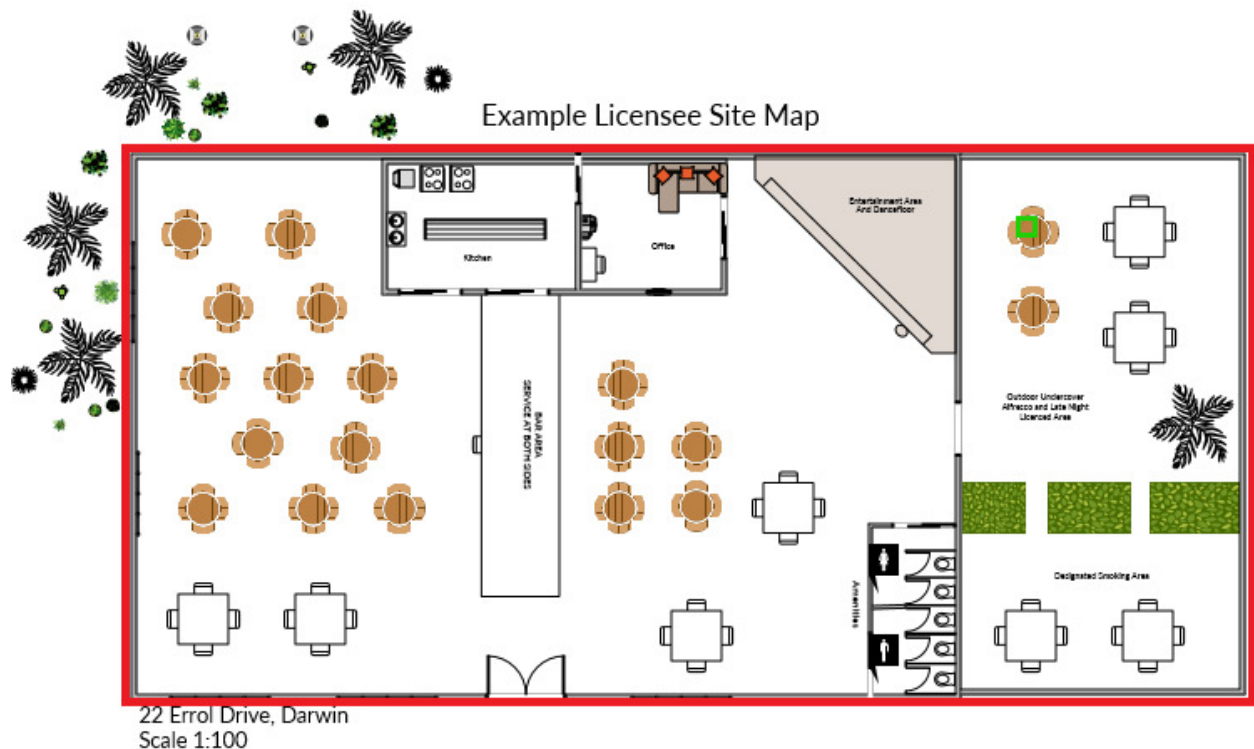 Example Licensee Site Map
Entertainment Area
And Dancefloor
Office
Kitchen
BAR AREA
SERVICE AT BOTH SIDES
Outdoor Undercover
Alfresco and Late Night
Licenced Area
Designated Smoking Area
Amenities
22 Errol Drive, Darwin
Scale 1:100